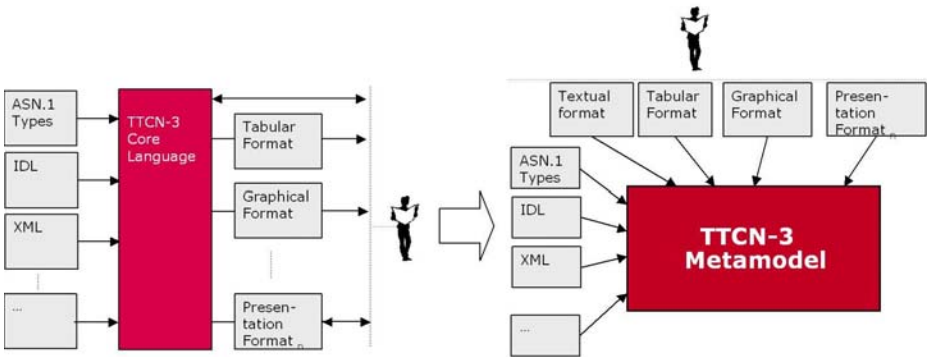 ASN.1
Types
IDL
XML
...
TTCN-3
Core
Language
Tabular
Format
Graphical
Format
Presen-
tation
Format n
Textual
format
Tabular
Format
Graphical
Format
Presen-
tation
Format n
ASN.1
Types
IDL
XML
...
TTCN-3
Metamodel